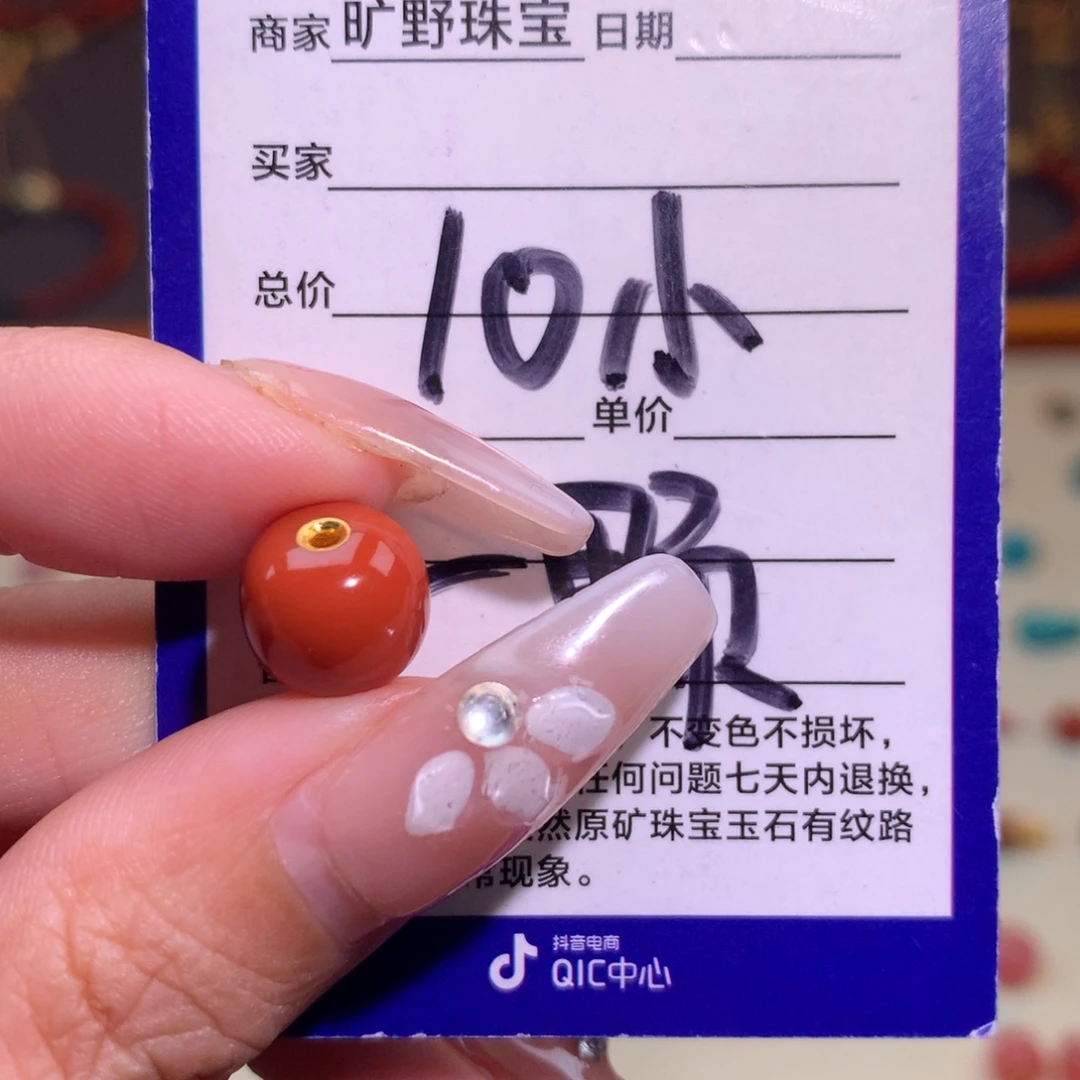 商家 旷野珠宝 日期
买家
总价 10小
单价
一颗
不变色不损坏，
任何问题七天内退换，
然原矿珠宝玉石有纹路
常现象。
抖音电商
QIC中心